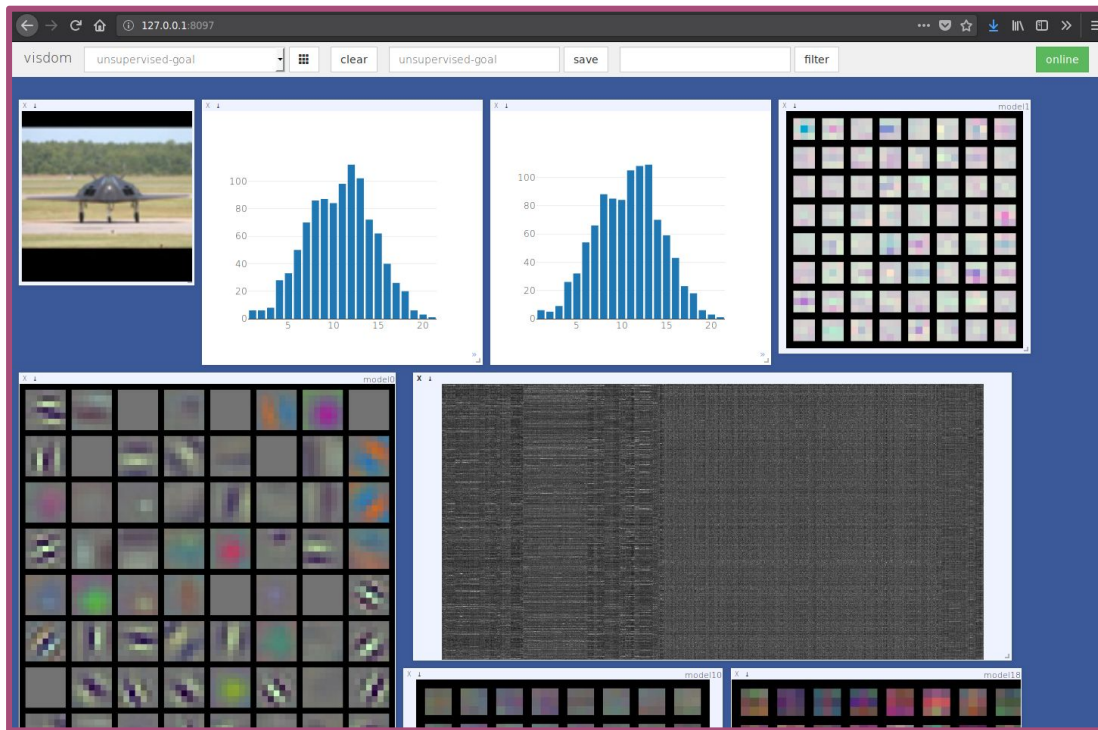 127.0.0.1:8097
visdom unsupervised-goal clear unsupervised-goal save filter online
X ↓
X ↓
X ↓
X ↓ model1
100
80
60
40
20
0
5 10 15 20
100
80
60
40
20
0
5 10 15 20
X ↓ model0
X ↓
X ↓ model10
X ↓ model18